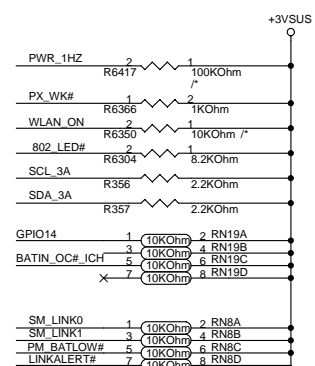 +3VSUS
PWR_1HZ 2 1
R6417 100KOhm
/*
PX_WK# 1 2
R6366 1KOhm
WLAN_ON 2 1
R6350 10KOhm /*
802_LED# 2 1
R6304 8.2KOhm
SCL_3A
R356 2.2KOhm
SDA_3A
R357 2.2KOhm
GPIO14 1 10KOhm 2 RN19A
3 10KOhm 4 RN19B
BATIN_OC#_ICH 5 10KOhm 6 RN19C
7 10KOhm 8 RN19D
SM_LINK0 1 10KOhm 2 RN8A
SM_LINK1 3 10KOhm 4 RN8B
PM_BATLOW# 5 10KOhm 6 RN8C
LINKALERT# 7 10KOhm 8 RN8D